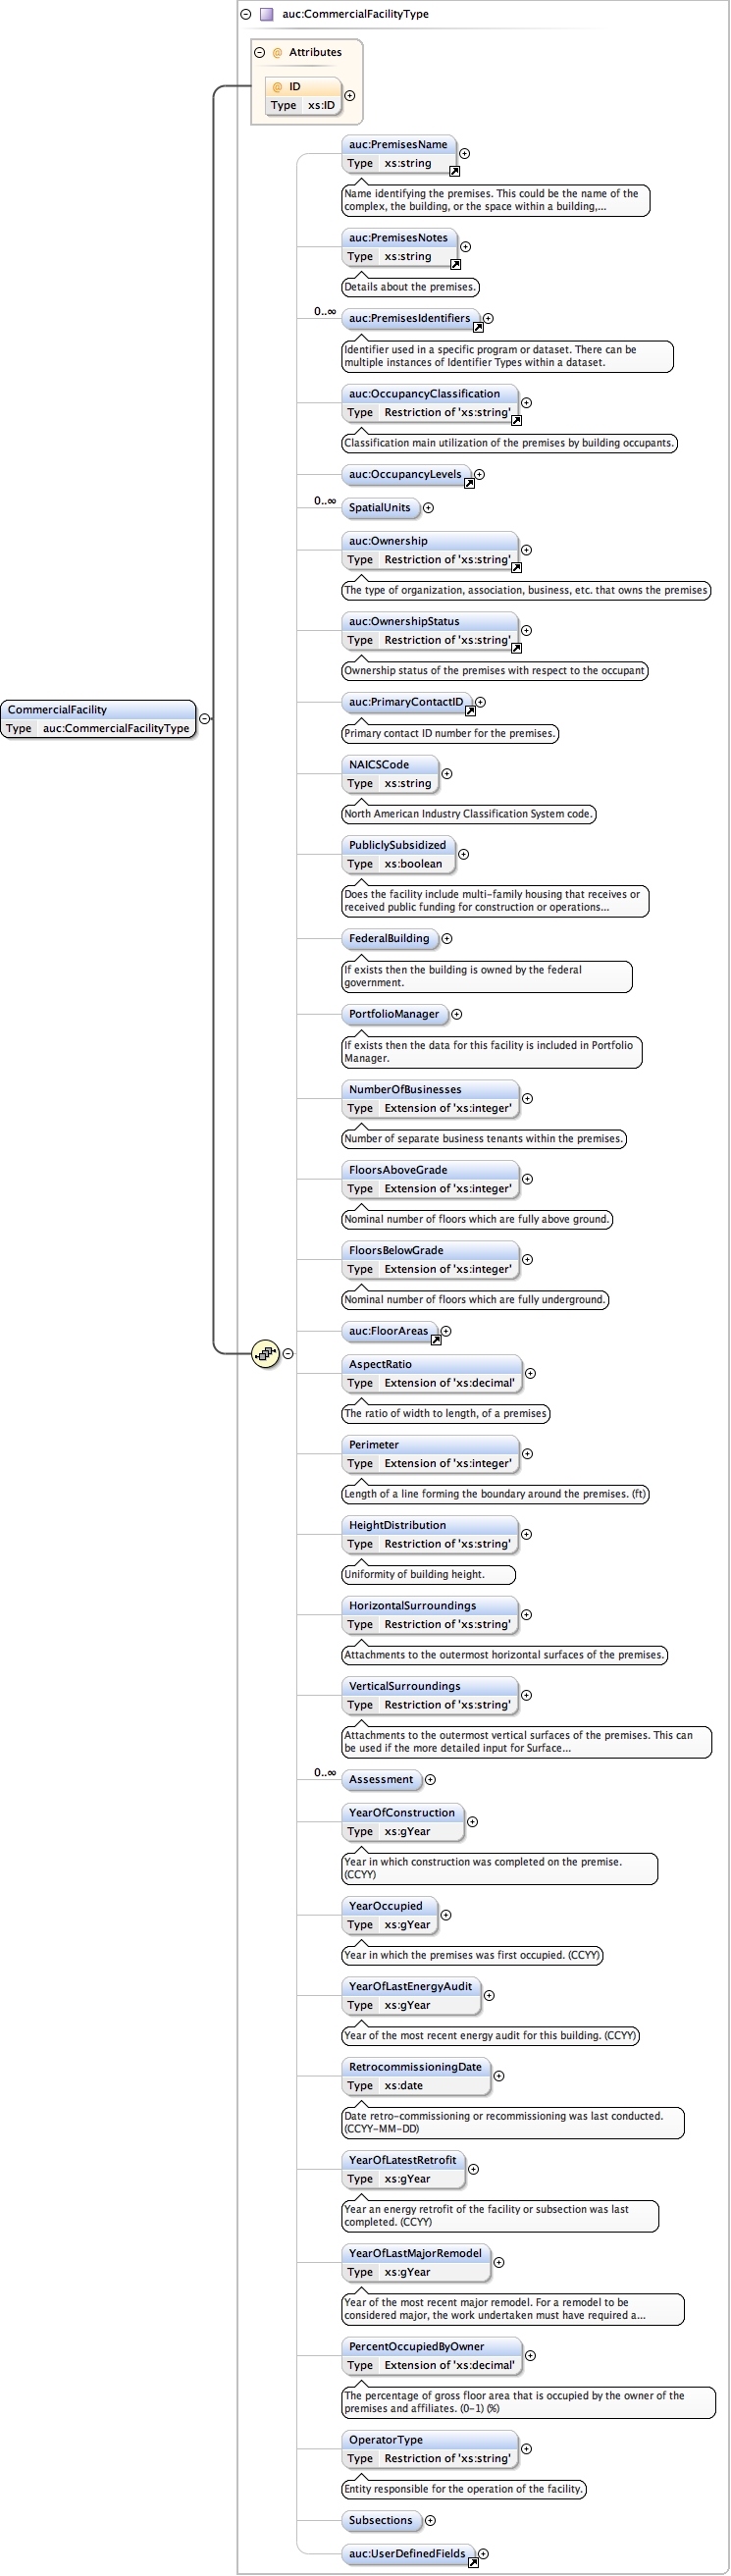 auc:CommercialFacilityType
@ Attributes
@ ID
Type xs:ID
auc:PremisesName
Type xs:string
Name identifying the premises. This could be the name of the
complex, the building, or the space within a building,...
auc:PremisesNotes
Type xs:string
Details about the premises.
0..∞
auc:PremisesIdentifiers
Identifier used in a specific program or dataset. There can be
multiple instances of Identifier Types within a dataset.
auc:OccupancyClassification
Type Restriction of 'xs:string'
Classification main utilization of the premises by building occupants.
auc:OccupancyLevels
0..∞
SpatialUnits
auc:Ownership
Type Restriction of 'xs:string'
The type of organization, association, business, etc. that owns the premises
auc:OwnershipStatus
Type Restriction of 'xs:string'
Ownership status of the premises with respect to the occupant
auc:PrimaryContactID
CommercialFacility
Type auc:CommercialFacilityType
Primary contact ID number for the premises.
NAICSCode
Type xs:string
North American Industry Classification System code.
PubliclySubsidized
Type xs:boolean
Does the facility include multi-family housing that receives or
received public funding for construction or operations...
FederalBuilding
If exists then the building is owned by the federal
government.
PortfolioManager
If exists then the data for this facility is included in Portfolio
Manager.
NumberOfBusinesses
Type Extension of 'xs:integer'
Number of separate business tenants within the premises.
FloorsAboveGrade
Type Extension of 'xs:integer'
Nominal number of floors which are fully above ground.
FloorsBelowGrade
Type Extension of 'xs:integer'
Nominal number of floors which are fully underground.
auc:FloorAreas
AspectRatio
Type Extension of 'xs:decimal'
The ratio of width to length, of a premises
Perimeter
Type Extension of 'xs:integer'
Length of a line forming the boundary around the premises. (ft)
HeightDistribution
Type Restriction of 'xs:string'
Uniformity of building height.
HorizontalSurroundings
Type Restriction of 'xs:string'
Attachments to the outermost horizontal surfaces of the premises.
VerticalSurroundings
Type Restriction of 'xs:string'
Attachments to the outermost vertical surfaces of the premises. This can
be used if the more detailed input for Surface...
0..∞
Assessment
YearOfConstruction
Type xs:gYear
Year in which construction was completed on the premise.
(CCYY)
YearOccupied
Type xs:gYear
Year in which the premises was first occupied. (CCYY)
YearOfLastEnergyAudit
Type xs:gYear
Year of the most recent energy audit for this building. (CCYY)
RetrocommissioningDate
Type xs:date
Date retro-commissioning or recommissioning was last conducted.
(CCYY-MM-DD)
YearOfLatestRetrofit
Type xs:gYear
Year an energy retrofit of the facility or subsection was last
completed. (CCYY)
YearOfLastMajorRemodel
Type xs:gYear
Year of the most recent major remodel. For a remodel to be
considered major, the work undertaken must have required a...
PercentOccupiedByOwner
Type Extension of 'xs:decimal'
The percentage of gross floor area that is occupied by the owner of the
premises and affiliates. (0-1) (%)
OperatorType
Type Restriction of 'xs:string'
Entity responsible for the operation of the facility.
Subsections
auc:UserDefinedFields